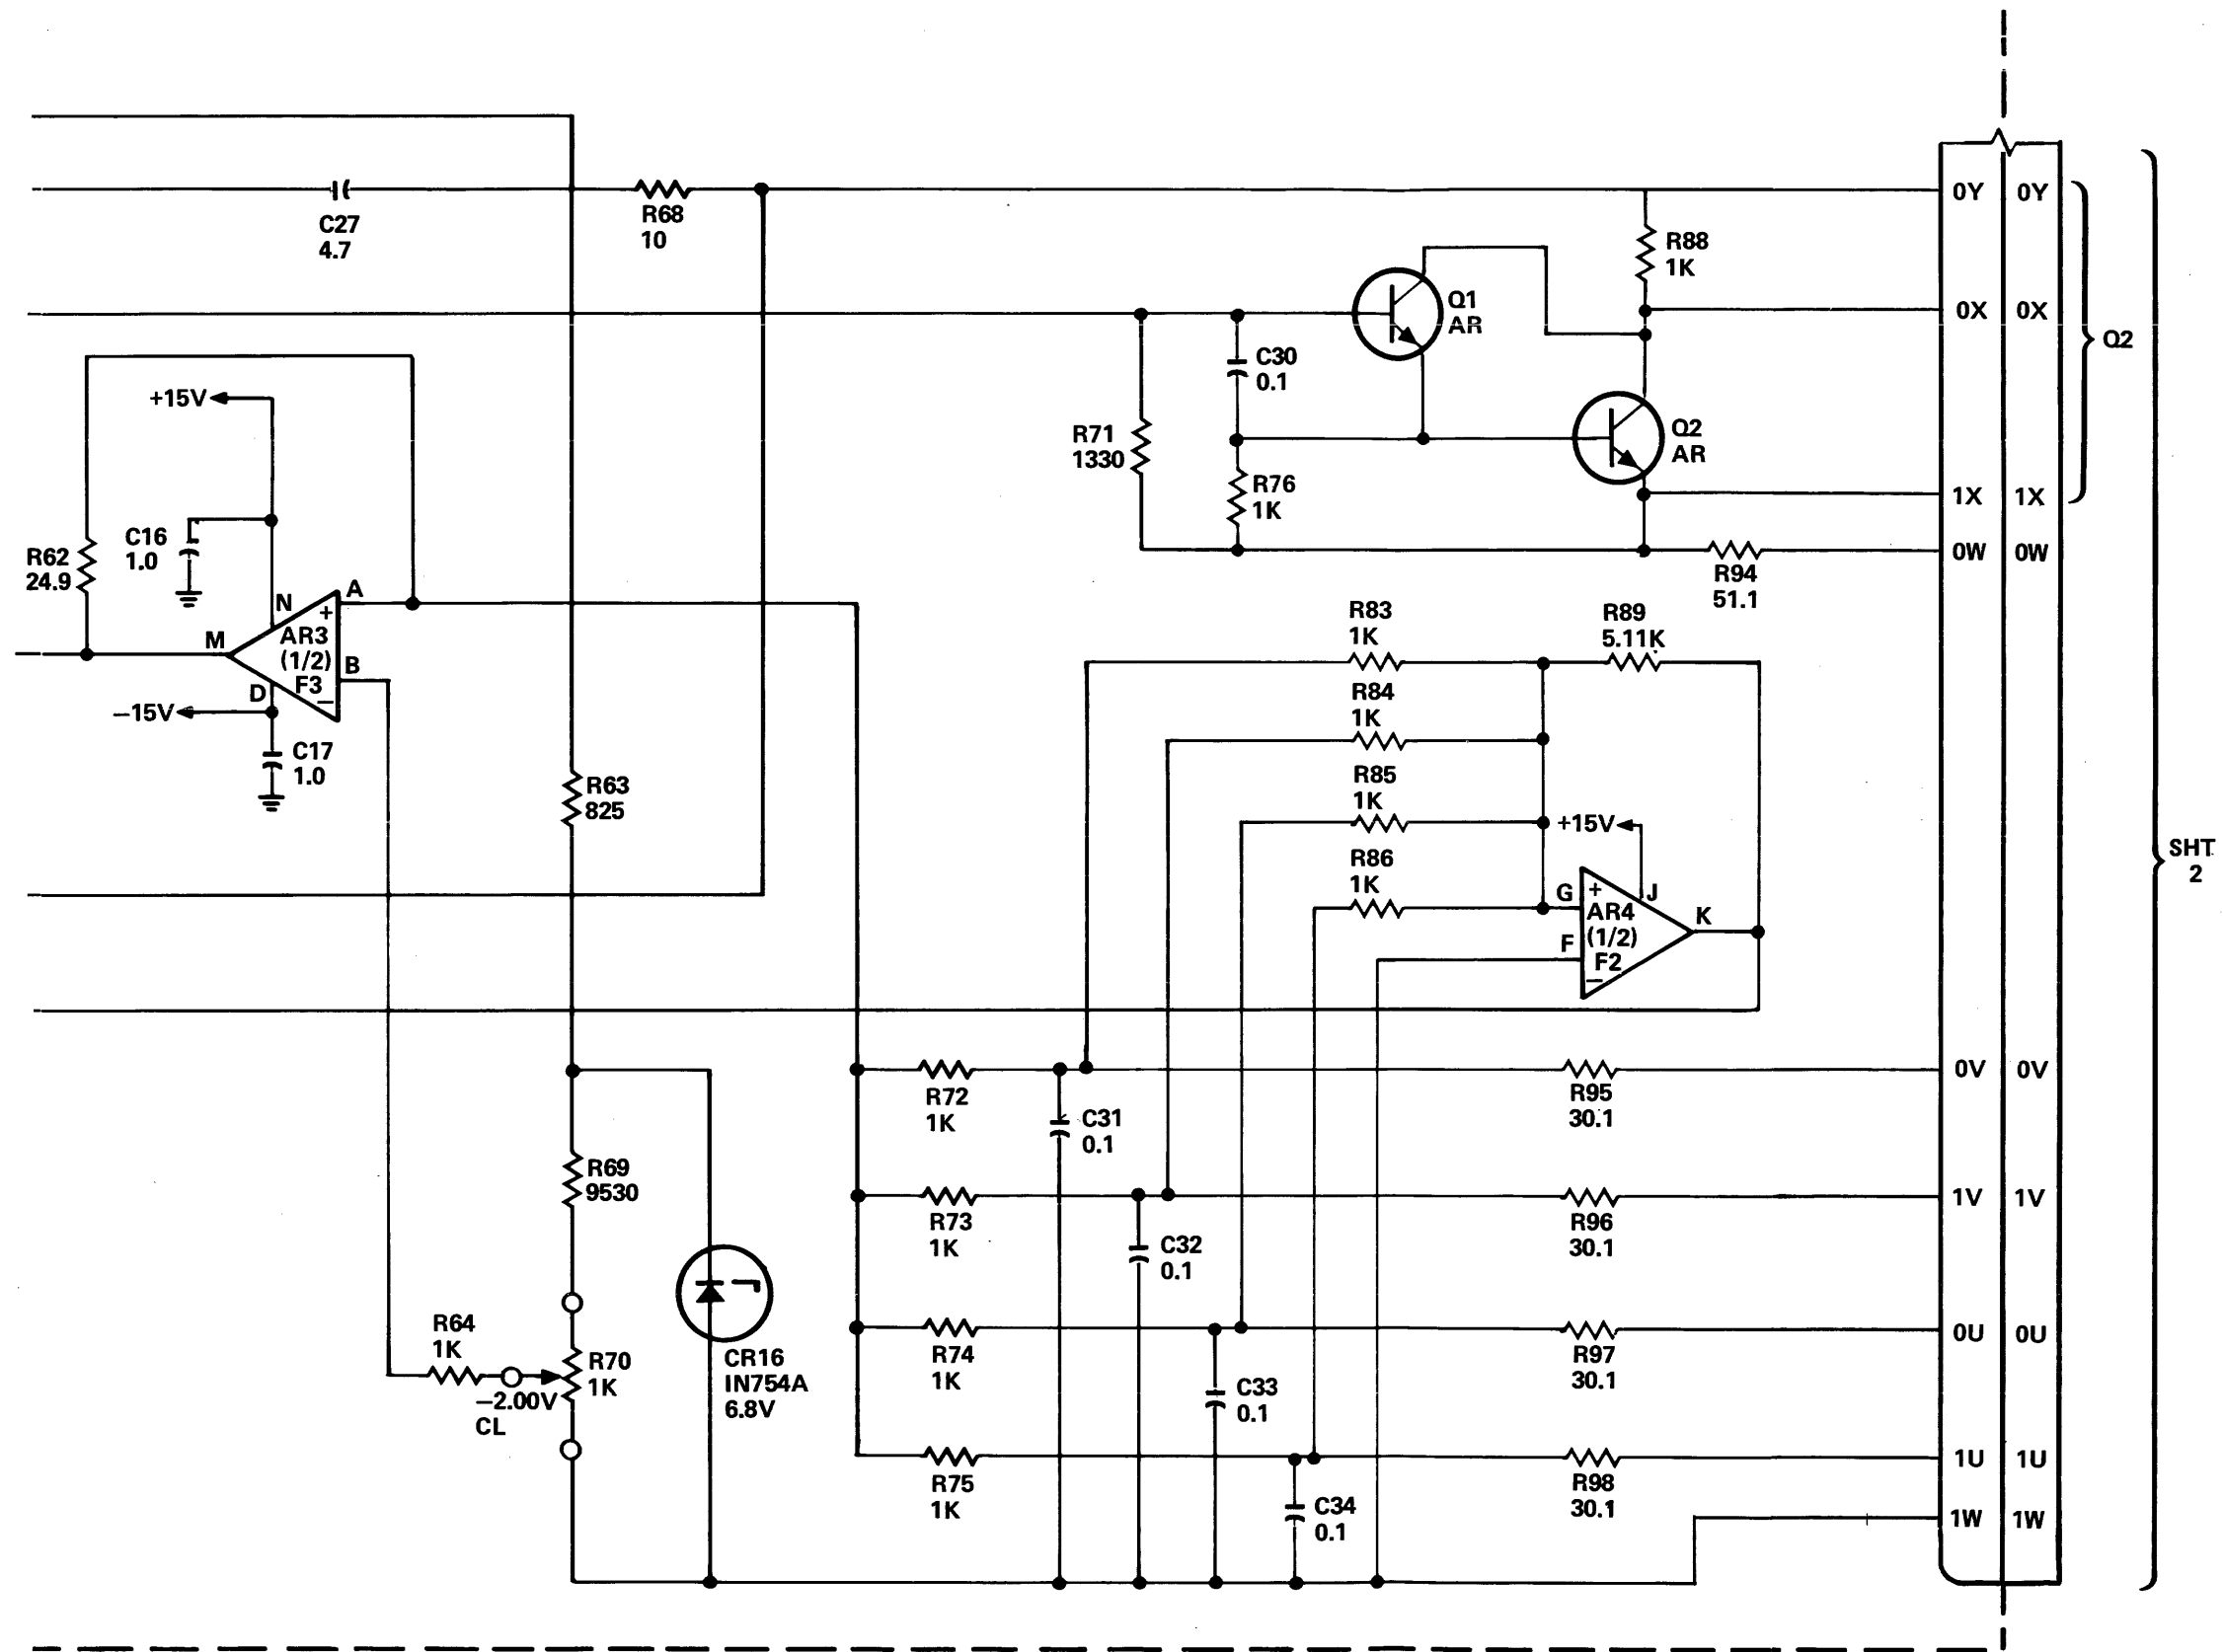 0Y 0Y
C27
4.7
R68
10
R88
1K
Q1
AR
0X 0X
Q2
C30
0.1
+15V
R71
1330
Q2
AR
R76
1K
1X 1X
C16
1.0
R62
24.9
0W 0W
R94
51.1
A
N
+
AR3
(1/2)
F3
M
B
D
−
−15V
C17
1.0
R83
1K
R89
5.11K
R84
1K
R85
1K
R63
825
+15V
R86
1K
G
+
J
AR4
(1/2)
F2
K
F
−
SHT
2
0V 0V
R72
1K
R95
30.1
C31
0.1
R69
9530
1V 1V
R73
1K
R96
30.1
C32
0.1
R64
1K
R70
1K
−2.00V
CL
CR16
IN754A
6.8V
0U 0U
R74
1K
R97
30.1
C33
0.1
1U 1U
R75
1K
R98
30.1
C34
0.1
1W 1W